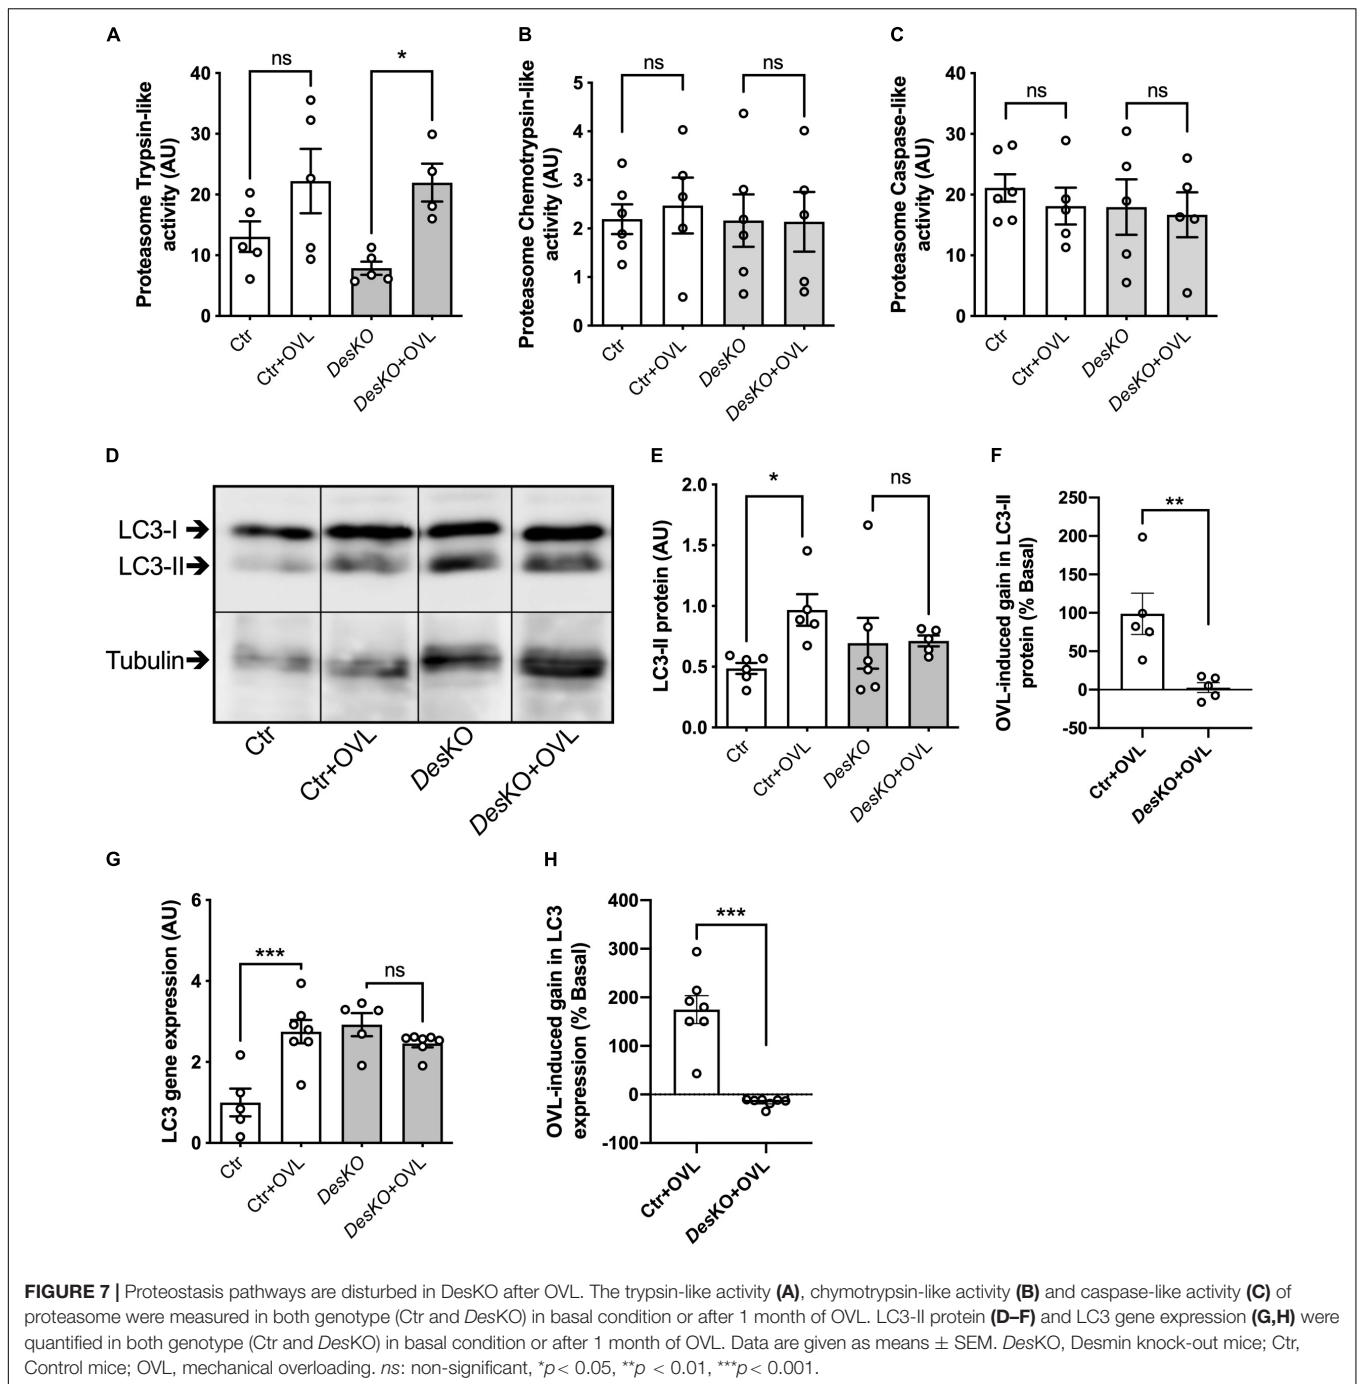 A
Proteasome Trypsin-like
activity (AU)
40
30
20
10
0
ns
*
Ctr
Ctr+OVL
DesKO
DesKO+OVL
B
Proteasome Chemotrypsin-like
activity (AU)
5
4
3
2
1
0
ns
ns
Ctr
Ctr+OVL
DesKO
DesKO+OVL
C
Proteasome Caspase-like
activity (AU)
40
30
20
10
0
ns
ns
Ctr
Ctr+OVL
DesKO
DesKO+OVL
D
LC3-I
LC3-II
Tubulin
Ctr
Ctr+OVL
DesKO
DesKO+OVL
E
LC3-II protein (AU)
2.0
1.5
1.0
0.5
0.0
*
ns
Ctr
Ctr+OVL
DesKO
DesKO+OVL
F
OVL-induced gain in LC3-II
protein (% Basal)
250
200
150
100
50
0
-50
**
Ctr+OVL
DesKO+OVL
G
LC3 gene expression (AU)
6
4
2
0
***
ns
Ctr
Ctr+OVL
DesKO
DesKO+OVL
H
OVL-induced gain in LC3
expression (% Basal)
400
300
200
100
0
-100
***
Ctr+OVL
DesKO+OVL
FIGURE 7 | Proteostasis pathways are disturbed in DesKO after OVL. The trypsin-like activity (A), chymotrypsin-like activity (B) and caspase-like activity (C) of
proteasome were measured in both genotype (Ctr and DesKO) in basal condition or after 1 month of OVL. LC3-II protein (D–F) and LC3 gene expression (G,H) were
quantified in both genotype (Ctr and DesKO) in basal condition or after 1 month of OVL. Data are given as means ± SEM. DesKO, Desmin knock-out mice; Ctr,
Control mice; OVL, mechanical overloading. ns: non-significant, *p< 0.05, **p < 0.01, ***p< 0.001.